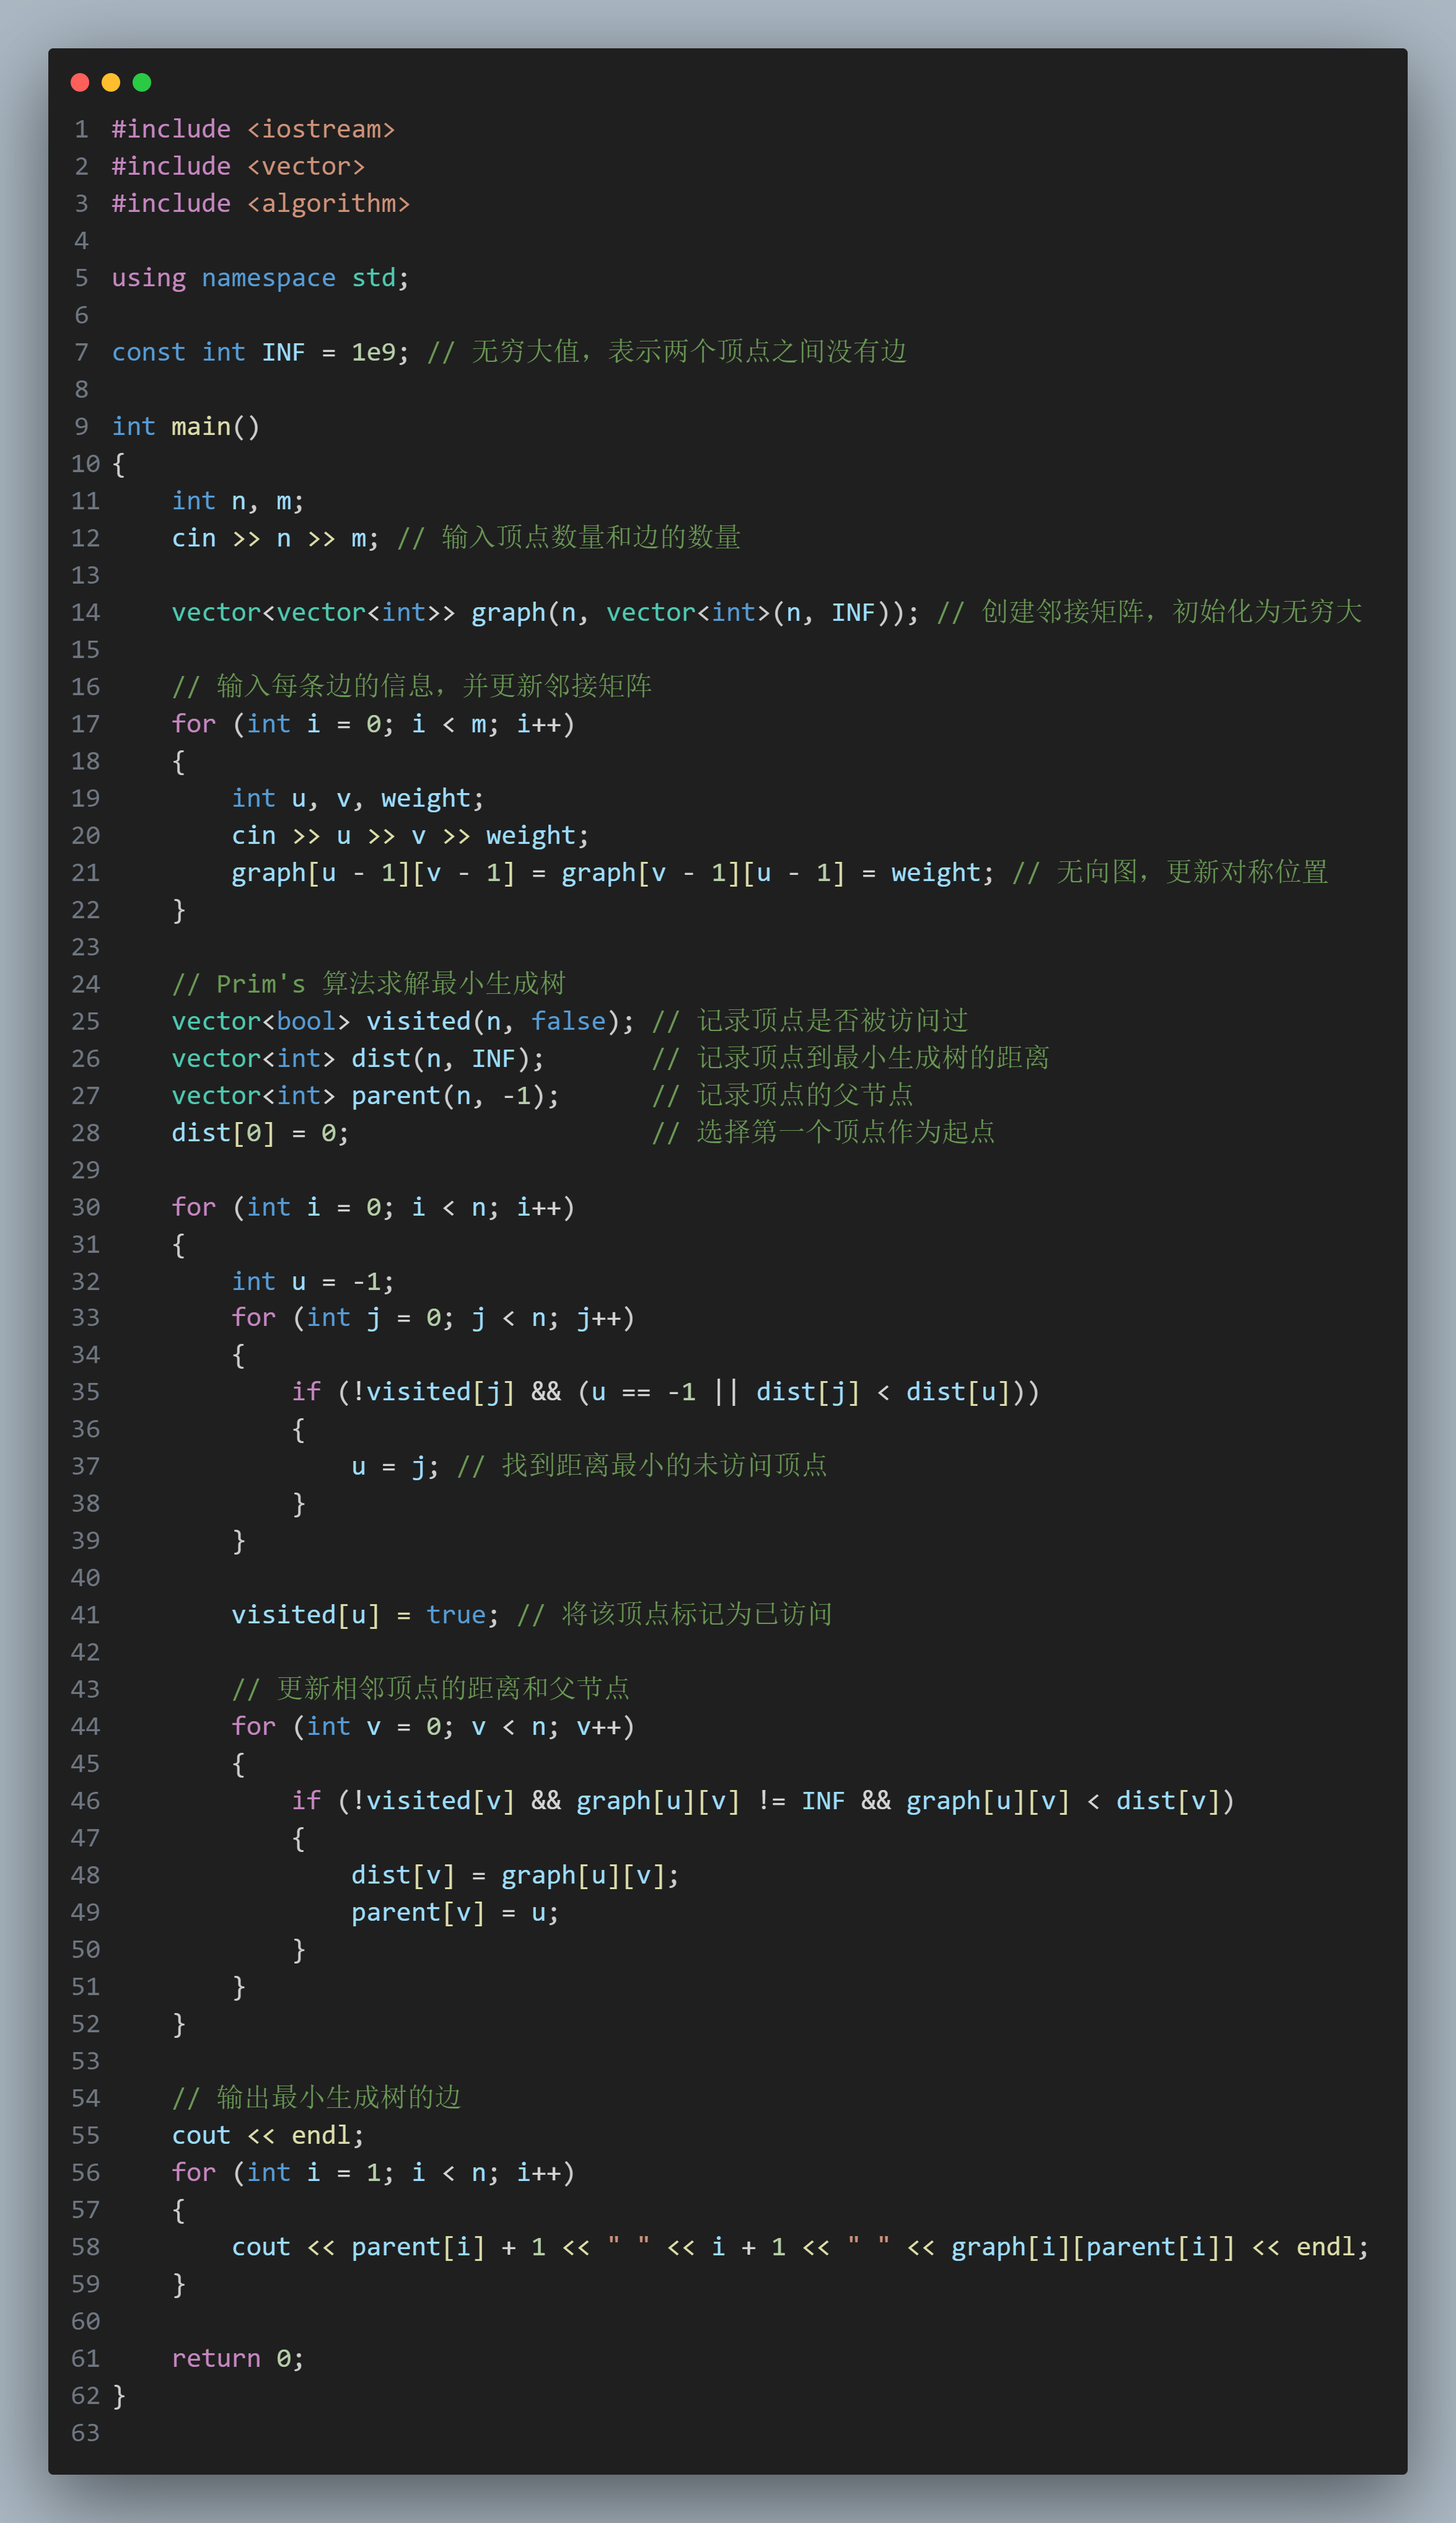 1 #include <iostream>
2 #include <vector>
3 #include <algorithm>
4
5 using namespace std;
6
7 const int INF = 1e9; // 无穷大值，表示两个顶点之间没有边
8
9 int main()
10 {
11     int n, m;
12     cin >> n >> m; // 输入顶点数量和边的数量
13
14     vector<vector<int>> graph(n, vector<int>(n, INF)); // 创建邻接矩阵，初始化为无穷大
15
16     // 输入每条边的信息，并更新邻接矩阵
17     for (int i = 0; i < m; i++)
18     {
19         int u, v, weight;
20         cin >> u >> v >> weight;
21         graph[u - 1][v - 1] = graph[v - 1][u - 1] = weight; // 无向图，更新对称位置
22     }
23
24     // Prim's 算法求解最小生成树
25     vector<bool> visited(n, false); // 记录顶点是否被访问过
26     vector<int> dist(n, INF);       // 记录顶点到最小生成树的距离
27     vector<int> parent(n, -1);      // 记录顶点的父节点
28     dist[0] = 0;                    // 选择第一个顶点作为起点
29
30     for (int i = 0; i < n; i++)
31     {
32         int u = -1;
33         for (int j = 0; j < n; j++)
34         {
35             if (!visited[j] && (u == -1 || dist[j] < dist[u]))
36             {
37                 u = j; // 找到距离最小的未访问顶点
38             }
39         }
40
41         visited[u] = true; // 将该顶点标记为已访问
42
43         // 更新相邻顶点的距离和父节点
44         for (int v = 0; v < n; v++)
45         {
46             if (!visited[v] && graph[u][v] != INF && graph[u][v] < dist[v])
47             {
48                 dist[v] = graph[u][v];
49                 parent[v] = u;
50             }
51         }
52     }
53
54     // 输出最小生成树的边
55     cout << endl;
56     for (int i = 1; i < n; i++)
57     {
58         cout << parent[i] + 1 << " " << i + 1 << " " << graph[i][parent[i]] << endl;
59     }
60
61     return 0;
62 }
63